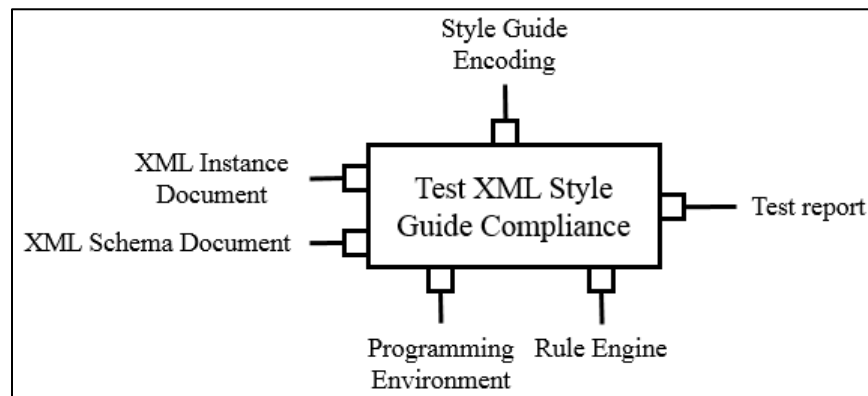 Style Guide
Encoding
XML Instance
Document
XML Schema Document
Test XML Style
Guide Compliance
Test report
Programming
Environment
Rule Engine